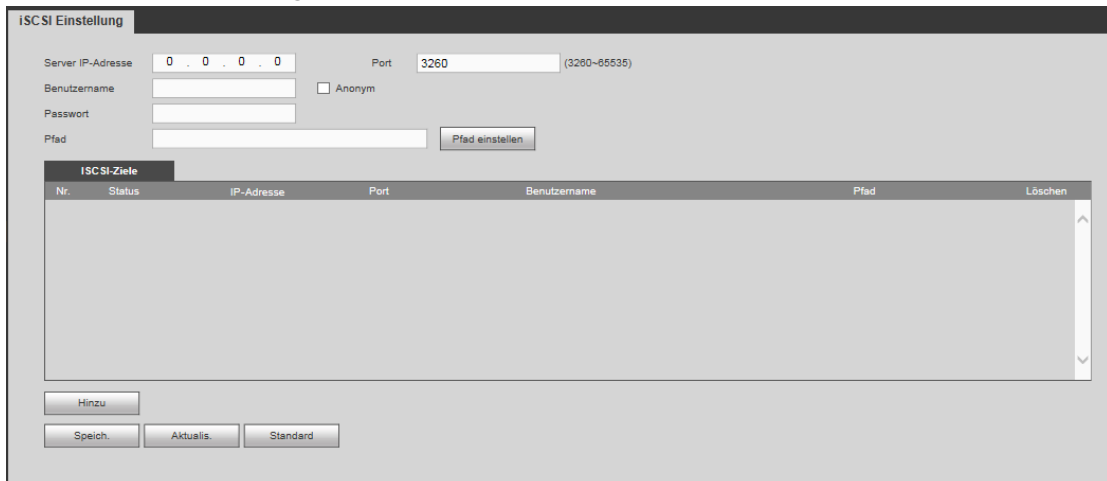 iSCSI Einstellung
Server IP-Adresse 0 . 0 . 0 . 0 Port 3260 (3260~65535)
Benutzername Anonym
Passwort
Pfad Pfad einstellen
ISCSI-Ziele
Nr. Status IP-Adresse Port Benutzername Pfad Löschen
Hinzu
Speich. Aktualis. Standard